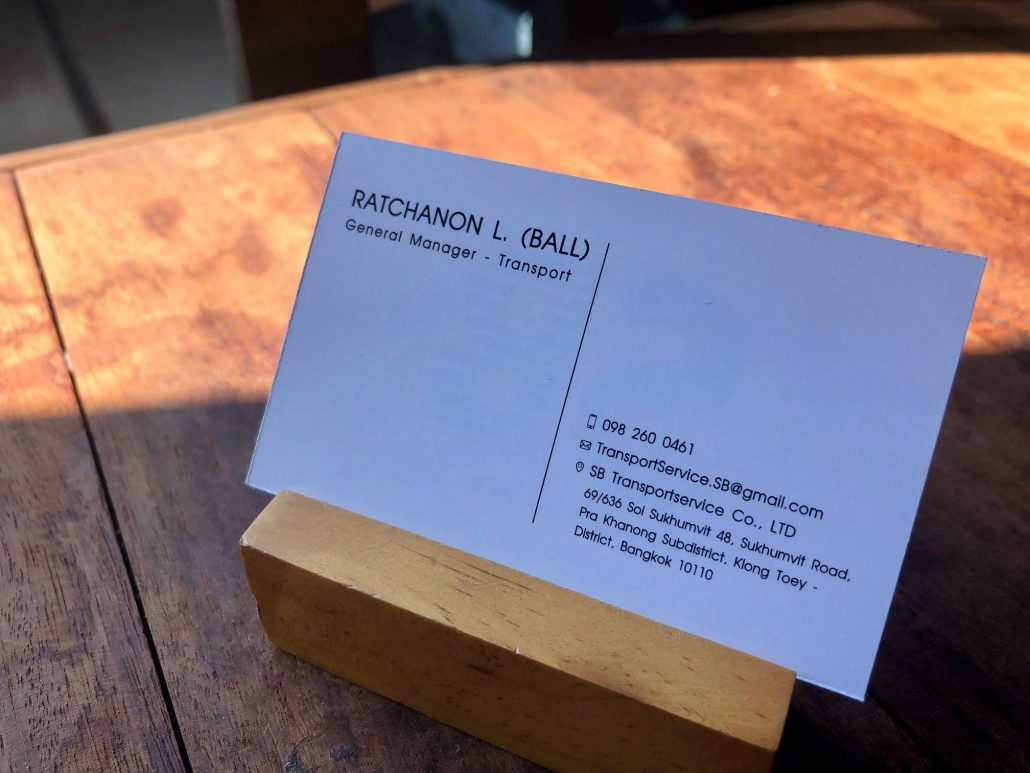 RATCHANON L. (BALL)
General Manager - Transport
098 260 0461
TransportService.SB@gmail.com
SB Transportservice Co., LTD
69/636 Soi Sukhumvit 48, Sukhumvit Road,
Pra Khanong Subdistrict, Klong Toey -
District, Bangkok 10110